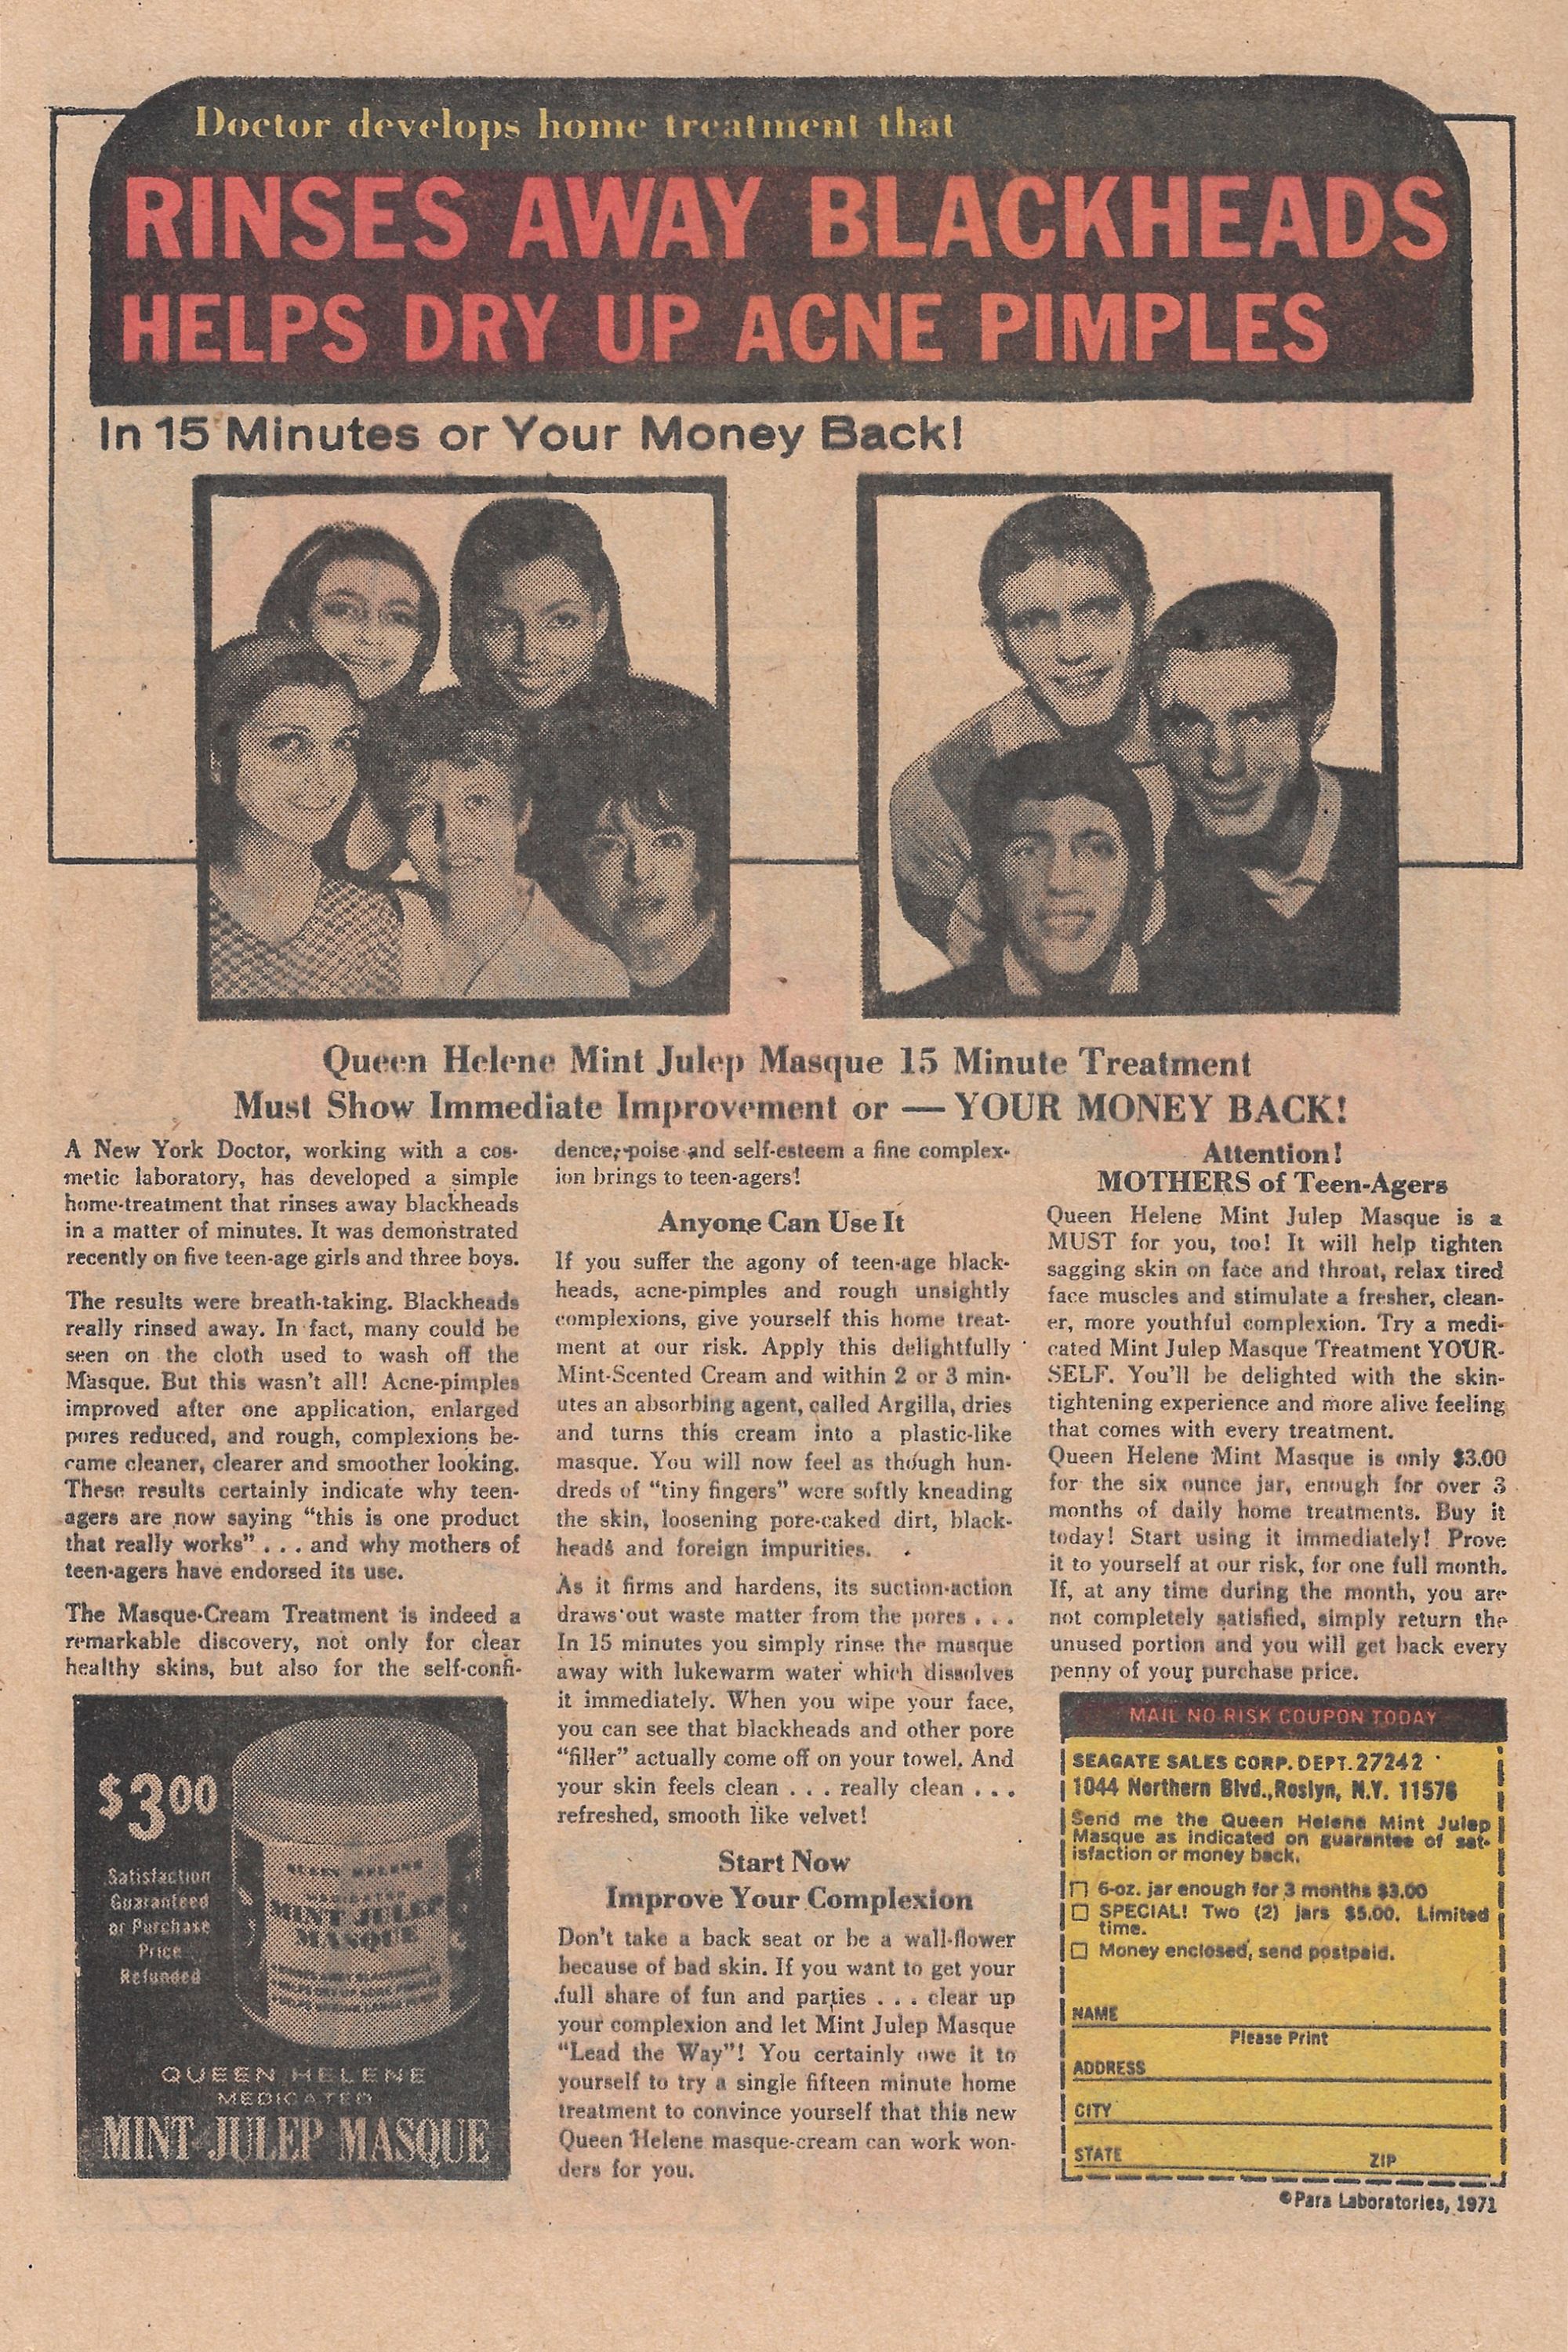 Doctor develops home treatment that
RINSES AWAY BLACKHEADS
HELPS DRY UP ACNE PIMPLES
In 15 Minutes or Your Money Back!
Queen Helene Mint Julep Masque 15 Minute Treatment
Must Show Immediate Improvement or — YOUR MONEY BACK!
A New York Doctor, working with a cos-
metic laboratory, has developed a simple
home-treatment that rinses away blackheads
in a matter of minutes. It was demonstrated
recently on five teen-age girls and three boys.
The results were breath-taking. Blackheads
really rinsed away. In fact, many could be
seen on the cloth used to wash off the
Masque. But this wasn't all! Acne-pimples
improved after one application, enlarged
pores reduced, and rough, complexions be-
came cleaner, clearer and smoother looking.
These results certainly indicate why teen-
agers are now saying "this is one product
that really works" . . . and why mothers of
teen-agers have endorsed its use.
The Masque-Cream Treatment is indeed a
remarkable discovery, not only for clear
healthy skins, but also for the self-confi-
$3.00
Satisfaction
Guaranteed
or Purchase
Price
Refunded
QUEEN HELENE
MEDICATED
MINT JULEP
MASQUE
QUEEN HELENE
MEDICATED
MINT JULEP MASQUE
dence, poise and self-esteem a fine complex-
ion brings to teen-agers!
Anyone Can Use It
If you suffer the agony of teen-age black-
heads, acne-pimples and rough unsightly
complexions, give yourself this home treat-
ment at our risk. Apply this delightfully
Mint-Scented Cream and within 2 or 3 min-
utes an absorbing agent, called Argilla, dries
and turns this cream into a plastic-like
masque. You will now feel as though hun-
dreds of "tiny fingers" were softly kneading
the skin, loosening pore-caked dirt, black-
heads and foreign impurities.
As it firms and hardens, its suction-action
draws out waste matter from the pores . . .
In 15 minutes you simply rinse the masque
away with lukewarm water which dissolves
it immediately. When you wipe your face,
you can see that blackheads and other pore
"filler" actually come off on your towel. And
your skin feels clean . . . really clean . . .
refreshed, smooth like velvet!
Start Now
Improve Your Complexion
Don't take a back seat or be a wall-flower
because of bad skin. If you want to get your
full share of fun and parties . . . clear up
your complexion and let Mint Julep Masque
"Lead the Way"! You certainly owe it to
yourself to try a single fifteen minute home
treatment to convince yourself that this new
Queen Helene masque-cream can work won-
ders for you.
Attention!
MOTHERS of Teen-Agers
Queen Helene Mint Julep Masque is a
MUST for you, too! It will help tighten
sagging skin on face and throat, relax tired
face muscles and stimulate a fresher, clean-
er, more youthful complexion. Try a medi-
cated Mint Julep Masque Treatment YOUR-
SELF. You'll be delighted with the skin-
tightening experience and more alive feeling
that comes with every treatment.
Queen Helene Mint Masque is only $3.00
for the six ounce jar, enough for over 3
months of daily home treatments. Buy it
today! Start using it immediately! Prove
it to yourself at our risk, for one full month.
If, at any time during the month, you are
not completely satisfied, simply return the
unused portion and you will get back every
penny of your purchase price.
MAIL NO RISK COUPON TODAY
SEAGATE SALES CORP. DEPT. 27242
1044 Northern Blvd., Roslyn, N.Y. 11576
Send me the Queen Helene Mint Julep
Masque as indicated on guarantee of sat-
isfaction or money back.
☐ 6-oz. jar enough for 3 months $3.00
☐ SPECIAL! Two (2) jars $5.00. Limited
time.
☐ Money enclosed, send postpaid.
NAME
Please Print
ADDRESS
CITY
STATE ZIP
©Para Laboratories, 1971